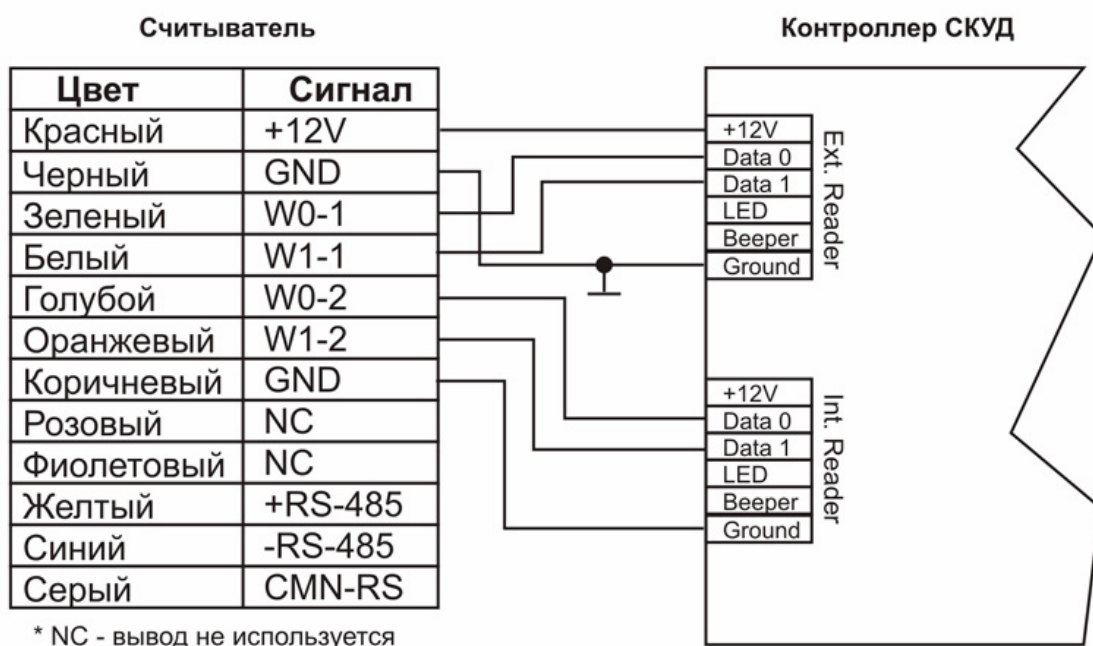 Считыватель
Цвет Сигнал
Красный +12V
Черный GND
Зеленый W0-1
Белый W1-1
Голубой W0-2
Оранжевый W1-2
Коричневый GND
Розовый NC
Фиолетовый NC
Желтый +RS-485
Синий -RS-485
Серый CMN-RS
* NC - вывод не используется
Контроллер СКУД
+12V
Data 0
Data 1
LED
Beeper
Ground
Ext. Reader
+12V
Data 0
Data 1
LED
Beeper
Ground
Int. Reader